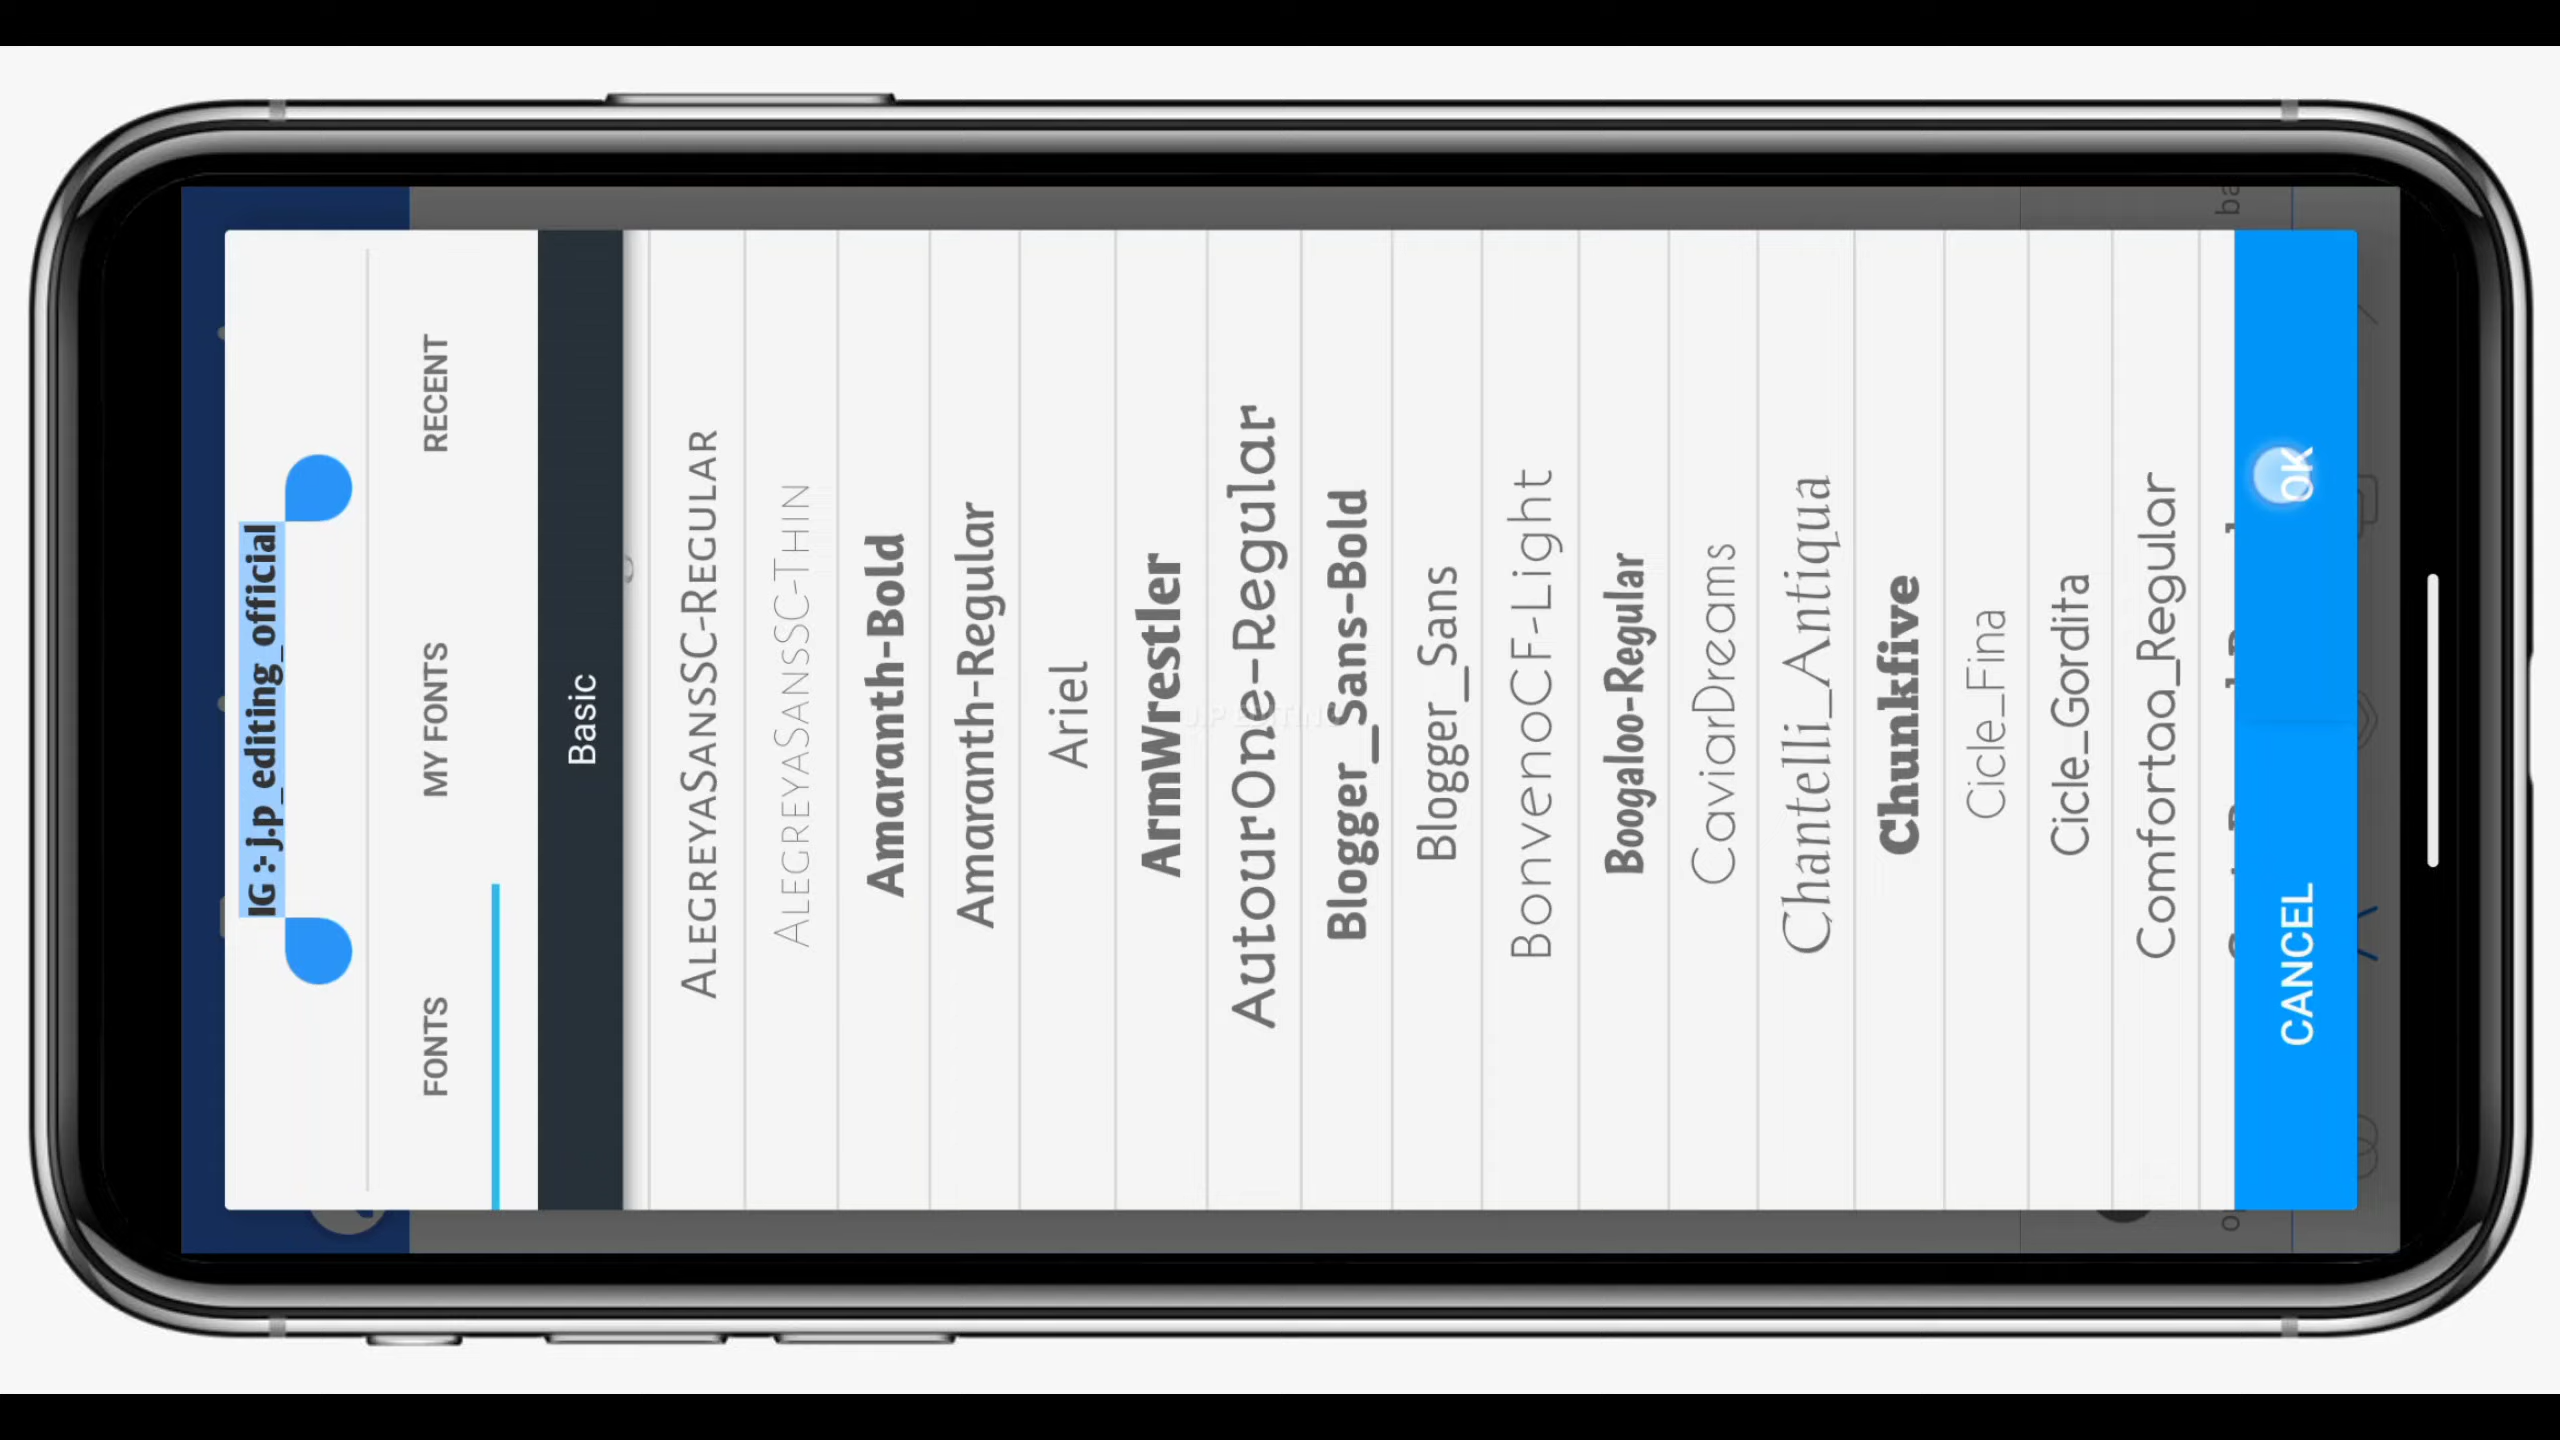 IG :- j.p_editing_official
FONTS
MY FONTS
RECENT
Basic
AlegreyaSansSC-Regular
AlegreyaSansSC-Thin
Amaranth-Bold
Amaranth-Regular
Ariel
ArmWrestler
AutourOne-Regular
Blogger_Sans-Bold
Blogger_Sans
BonvenoCF-Light
Boogaloo-Regular
CaviarDreams
Chantelli_Antiqua
Chunkfive
Cicle_Fina
Cicle_Gordita
Comfortaa_Regular
CANCEL
OK
J.P EDITING